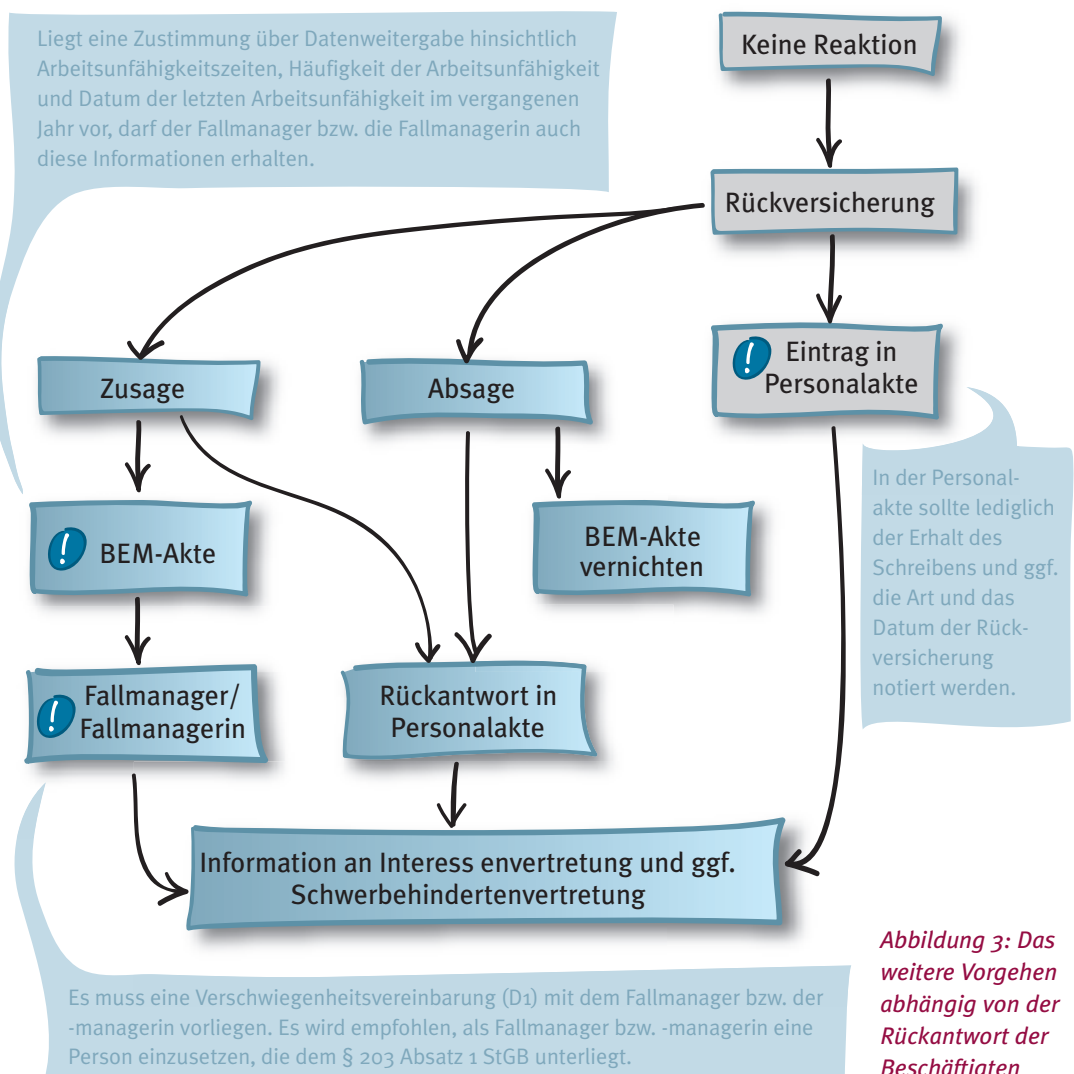 Liegt eine Zustimmung über Datenweitergabe hinsichtlich
Arbeitsunfähigkeitszeiten, Häufigkeit der Arbeitsunfähigkeit
und Datum der letzten Arbeitsunfähigkeit im vergangenen
Jahr vor, darf der Fallmanager bzw. die Fallmanagerin auch
diese Informationen erhalten.
Keine Reaktion
Rückversicherung
Zusage
Absage
! Eintrag in
Personalakte
In der Personal-
akte sollte lediglich
der Erhalt des
Schreibens und ggf.
die Art und das
Datum der Rück-
versicherung
notiert werden.
! BEM-Akte
BEM-Akte
vernichten
! Fallmanager/
Fallmanagerin
Rückantwort in
Personalakte
Information an Interess envertretung und ggf.
Schwerbehindertenvertretung
Es muss eine Verschwiegenheitsvereinbarung (D1) mit dem Fallmanager bzw. der
-managerin vorliegen. Es wird empfohlen, als Fallmanager bzw. -managerin eine
Person einzusetzen, die dem § 203 Absatz 1 StGB unterliegt.
Abbildung 3: Das
weitere Vorgehen
abhängig von der
Rückantwort der
Beschäftigten